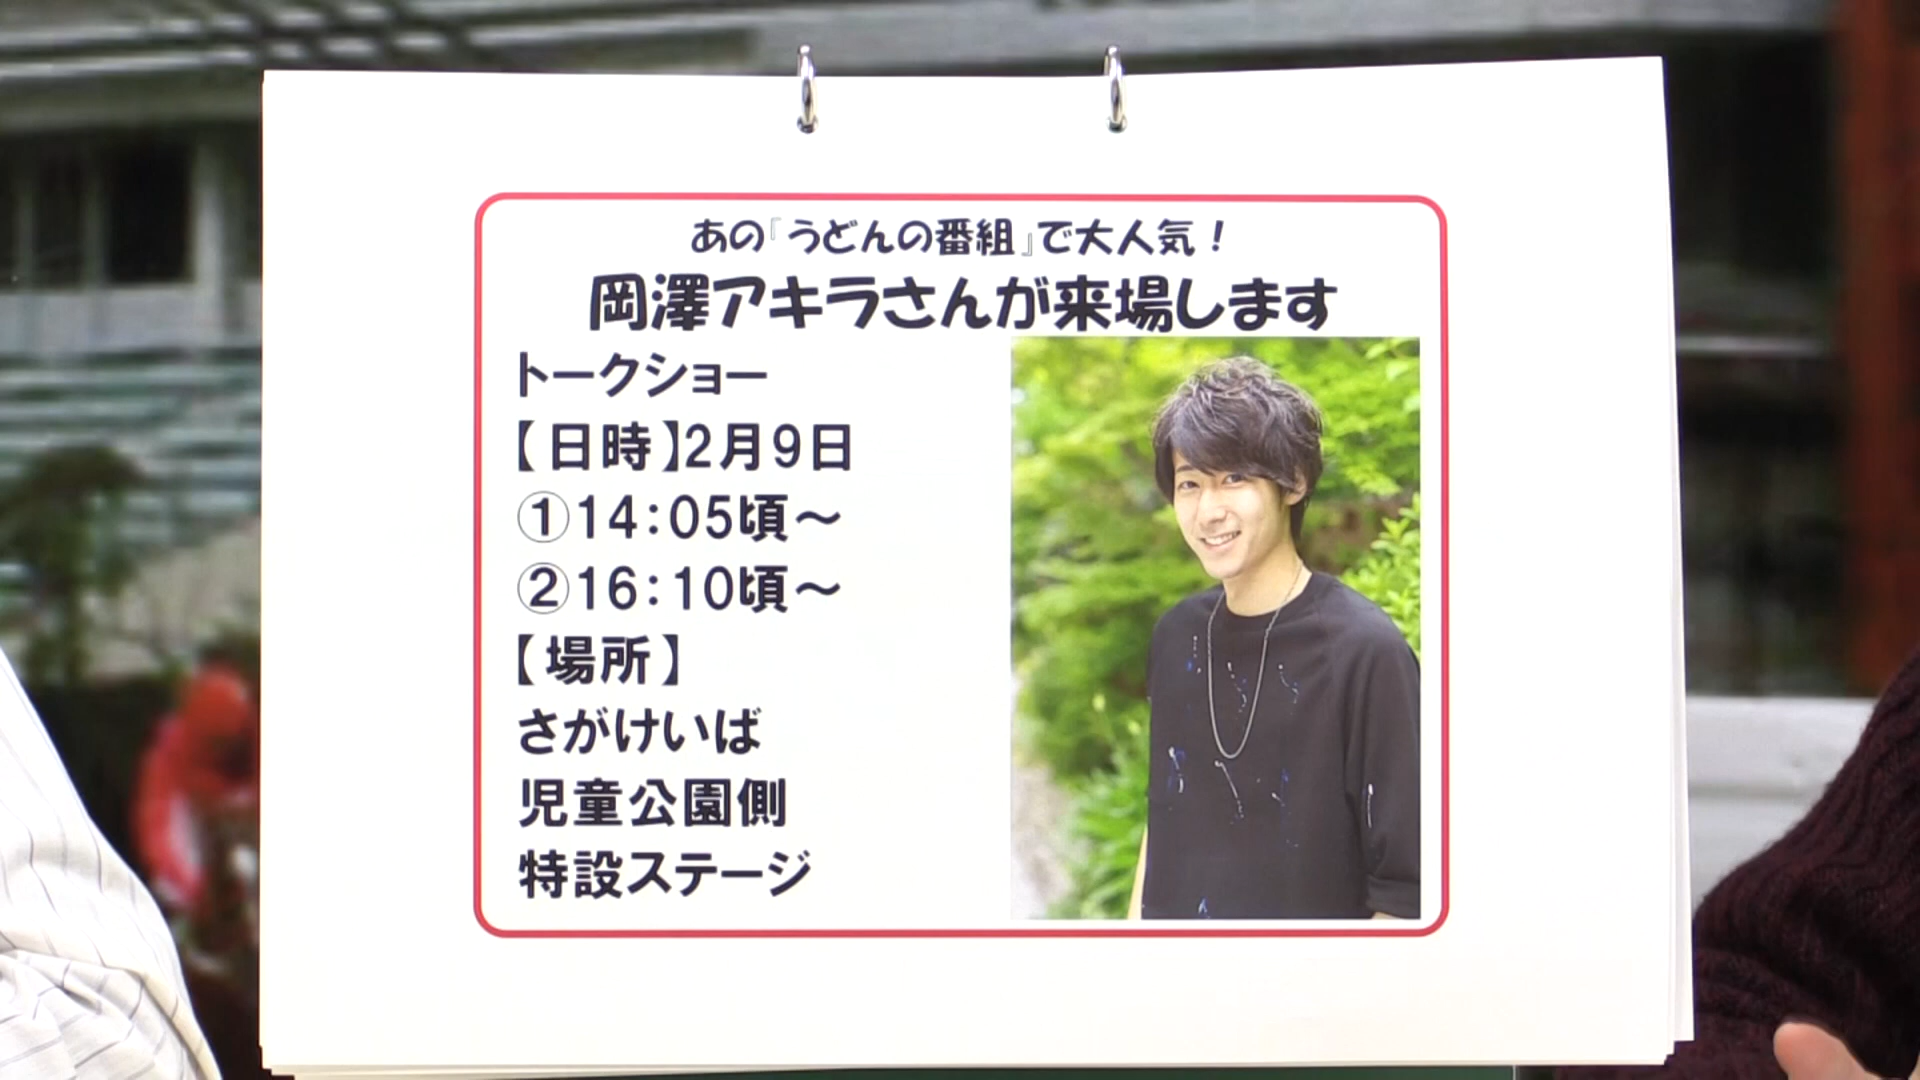 あの『うどんの番組』で大人気！
岡澤アキラさんが来場します
トークショー
【日時】2月9日
①14:05頃～
②16:10頃～
【場所】
さがけいば
児童公園側
特設ステージ